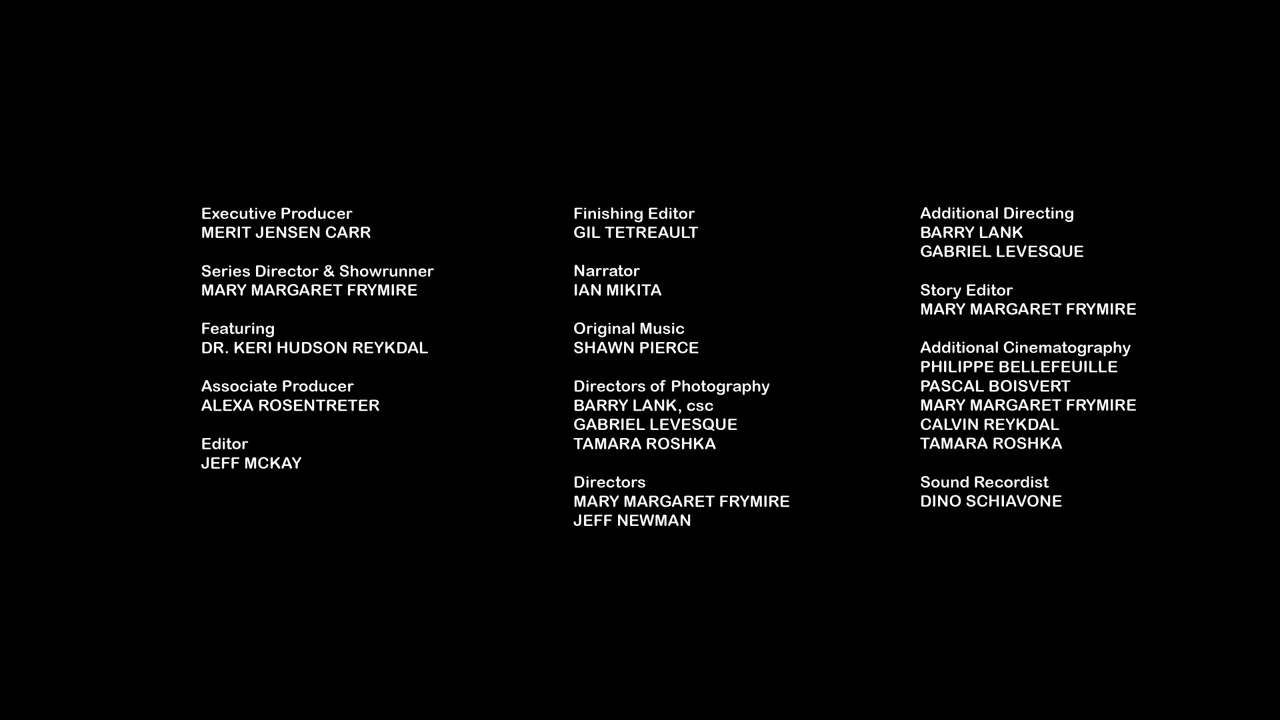 Executive Producer
MERIT JENSEN CARR
Series Director & Showrunner
MARY MARGARET FRYMIRE
Featuring
DR. KERI HUDSON REYKDAL
Associate Producer
ALEXA ROSENTRETER
Editor
JEFF MCKAY
Finishing Editor
GIL TETREAULT
Narrator
IAN MIKITA
Original Music
SHAWN PIERCE
Directors of Photography
BARRY LANK, csc
GABRIEL LEVESQUE
TAMARA ROSHKA
Directors
MARY MARGARET FRYMIRE
JEFF NEWMAN
Additional Directing
BARRY LANK
GABRIEL LEVESQUE
Story Editor
MARY MARGARET FRYMIRE
Additional Cinematography
PHILIPPE BELLEFEUILLE
PASCAL BOISVERT
MARY MARGARET FRYMIRE
CALVIN REYKDAL
TAMARA ROSHKA
Sound Recordist
DINO SCHIAVONE